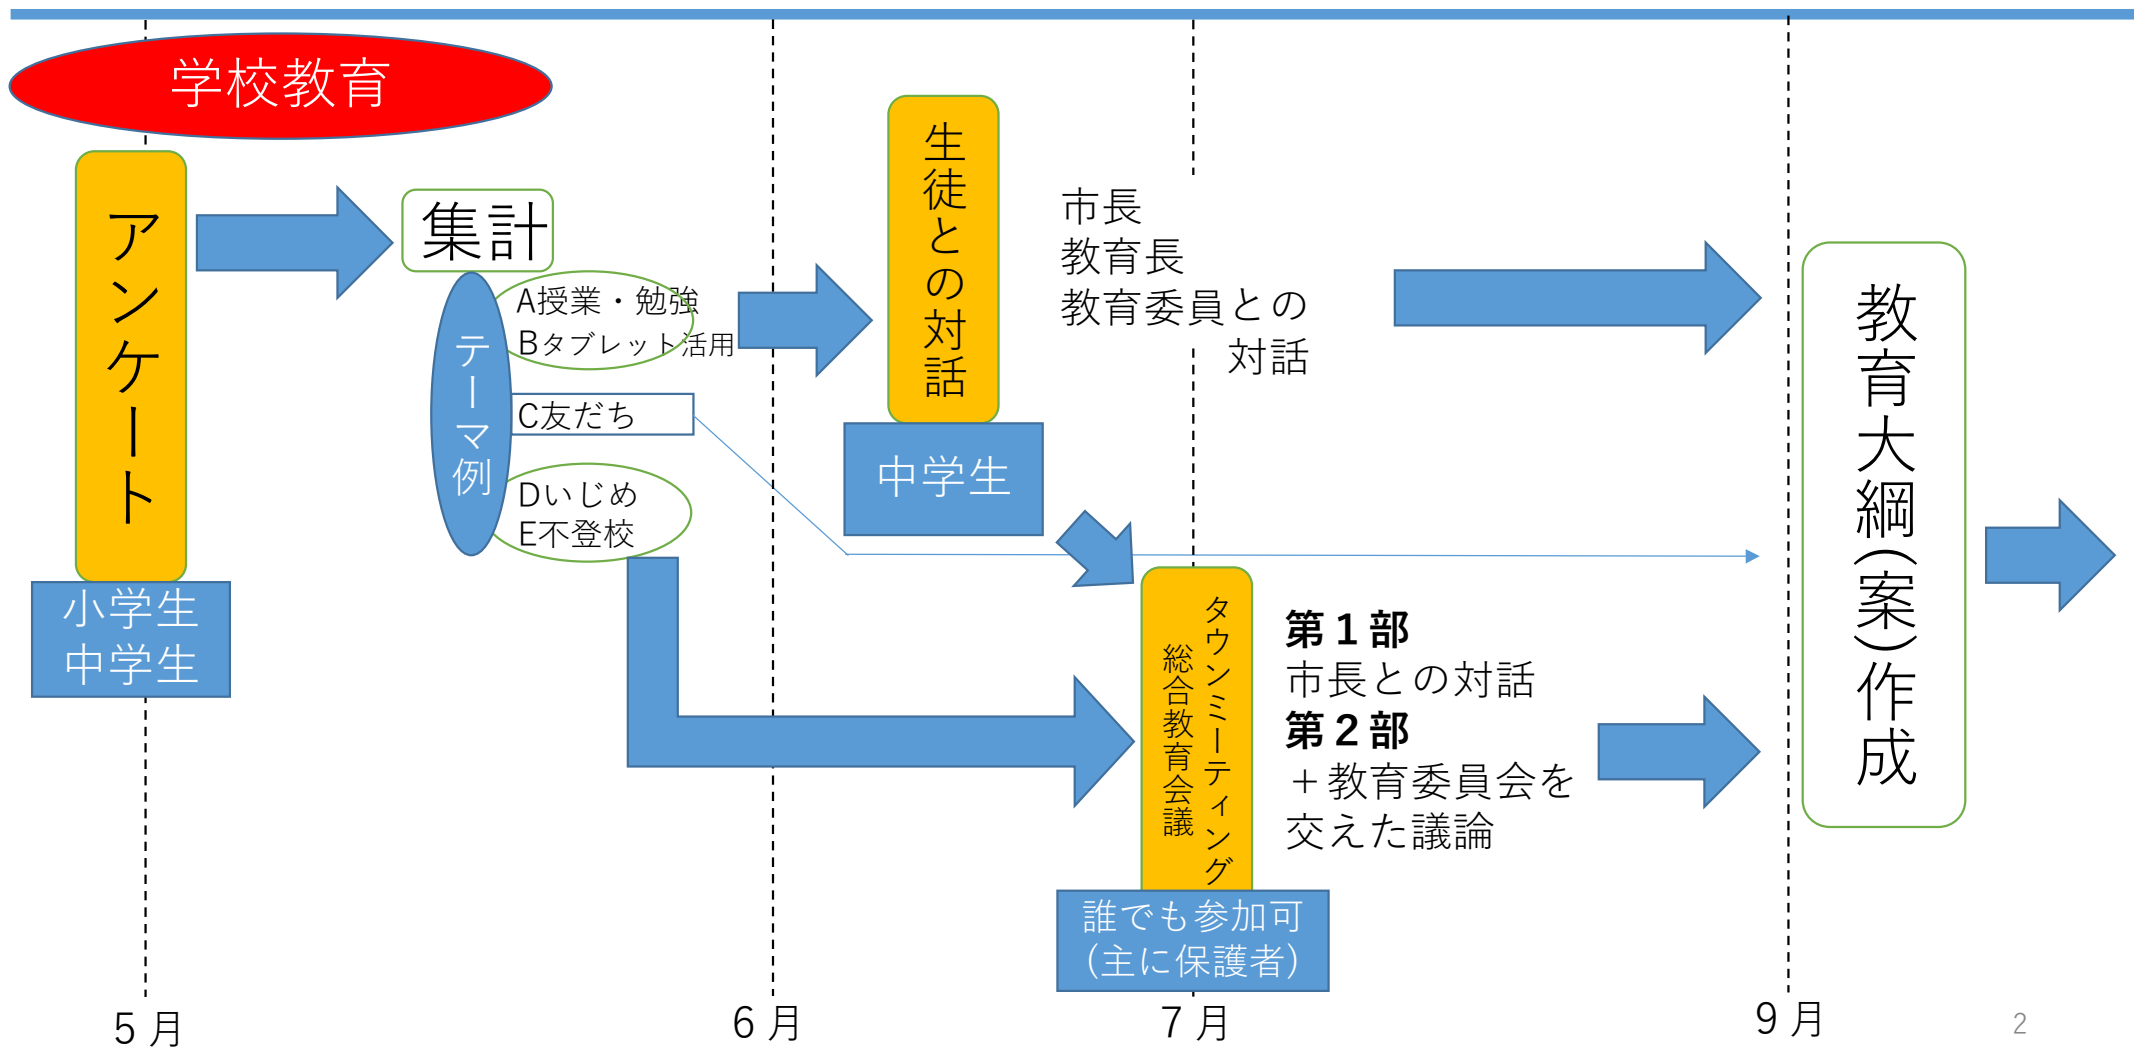 学校教育
アンケート
小学生
中学生
集計
テーマ例
A授業・勉強
Bタブレット活用
C友だち
Dいじめ
E不登校
生徒との対話
中学生
市長
教育長
教育委員との
対話
タウンミーティング
総合教育会議
誰でも参加可
(主に保護者)
第1部
市長との対話
第2部
+教育委員会を
交えた議論
教育大綱(案)作成
5月
6月
7月
9月
2